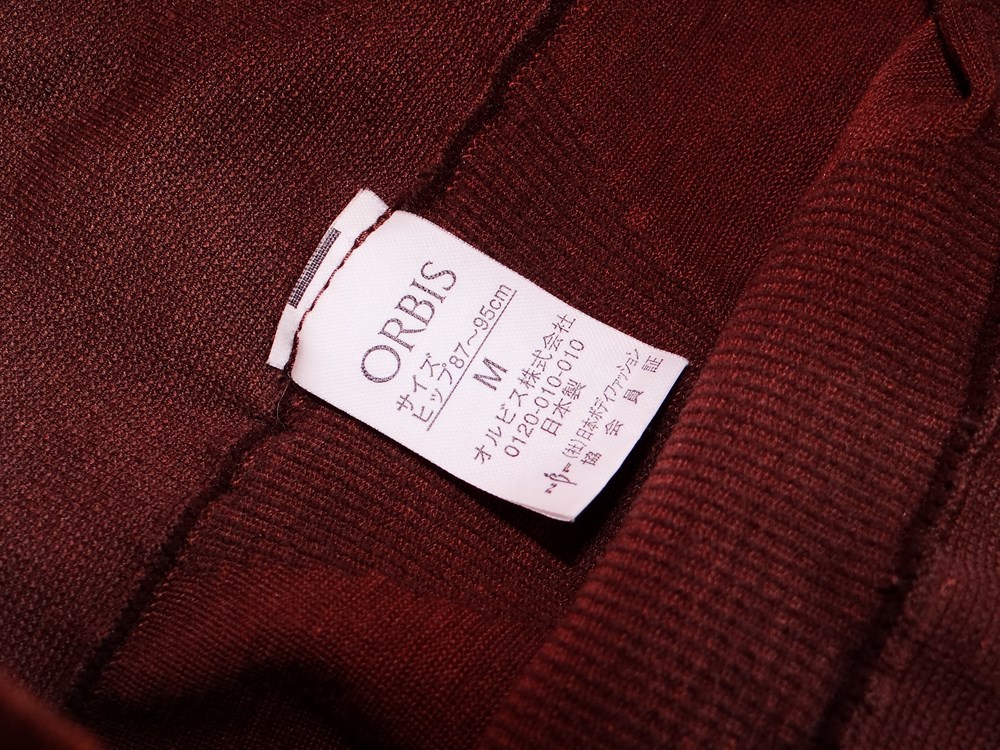 ORBIS
サイズ
ヒップ87～95cm
M
オルビス株式会社
0120-010-010
日本製
(社)日本ボディファッション
協会員証